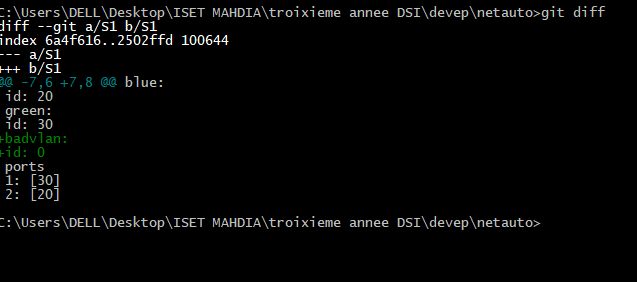 C:\Users\DELL\Desktop\ISET MAHDIA\troixieme annee DSI\devep\netauto>git diff
diff --git a/S1 b/S1
index 6a4f616..2502ffd 100644
--- a/S1
+++ b/S1
@@ -7,6 +7,8 @@ blue:
id: 20
green:
id: 30
+badvlan:
+id: 0
ports
1: [30]
2: [20]
C:\Users\DELL\Desktop\ISET MAHDIA\troixieme annee DSI\devep\netauto>